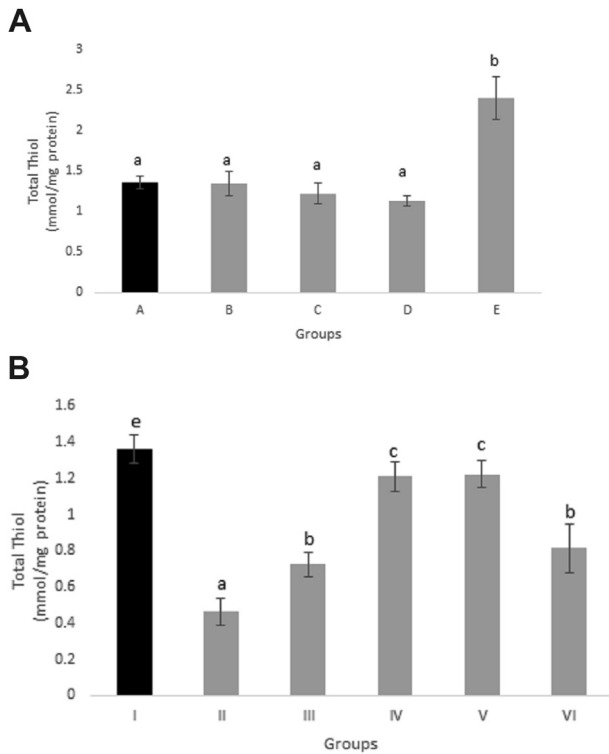 A
3
2.5
2
1.5
1
0.5
0
Total Thiol
(mmol/mg protein)
a
a
a
a
b
A B C D E
Groups
B
1.6
1.4
1.2
1
0.8
0.6
0.4
0.2
0
Total Thiol
(mmol/mg protein)
e
a
b
c
c
b
I II III IV V VI
Groups